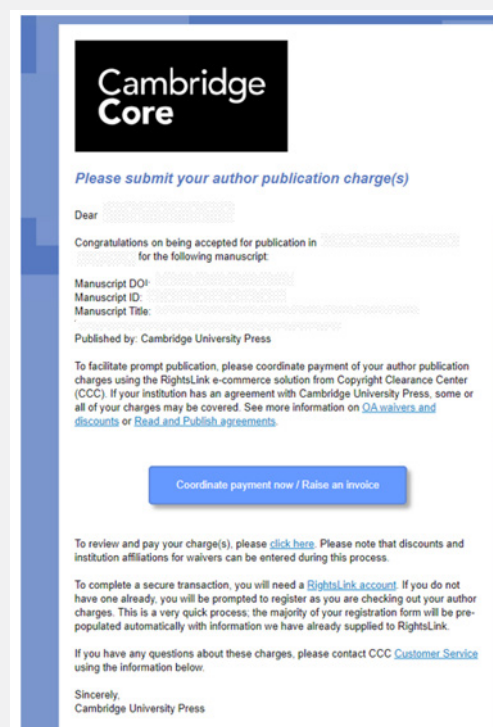 Cambridge
Core
Please submit your author publication charge(s)
Dear
Congratulations on being accepted for publication in
for the following manuscript:
Manuscript DOI:
Manuscript ID:
Manuscript Title:
Published by: Cambridge University Press
To facilitate prompt publication, please coordinate payment of your author publication
charges using the RightsLink e-commerce solution from Copyright Clearance Center
(CCC). If your institution has an agreement with Cambridge University Press, some or
all of your charges may be covered. See more information on OA waivers and
discounts or Read and Publish agreements.
Coordinate payment now / Raise an invoice
To review and pay your charge(s), please click here. Please note that discounts and
institution affiliations for waivers can be entered during this process.
To complete a secure transaction, you will need a RightsLink account. If you do not
have one already, you will be prompted to register as you are checking out your author
charges. This is a very quick process; the majority of your registration form will be pre-
populated automatically with information we have already supplied to RightsLink.
If you have any questions about these charges, please contact CCC Customer Service
using the information below.
Sincerely,
Cambridge University Press